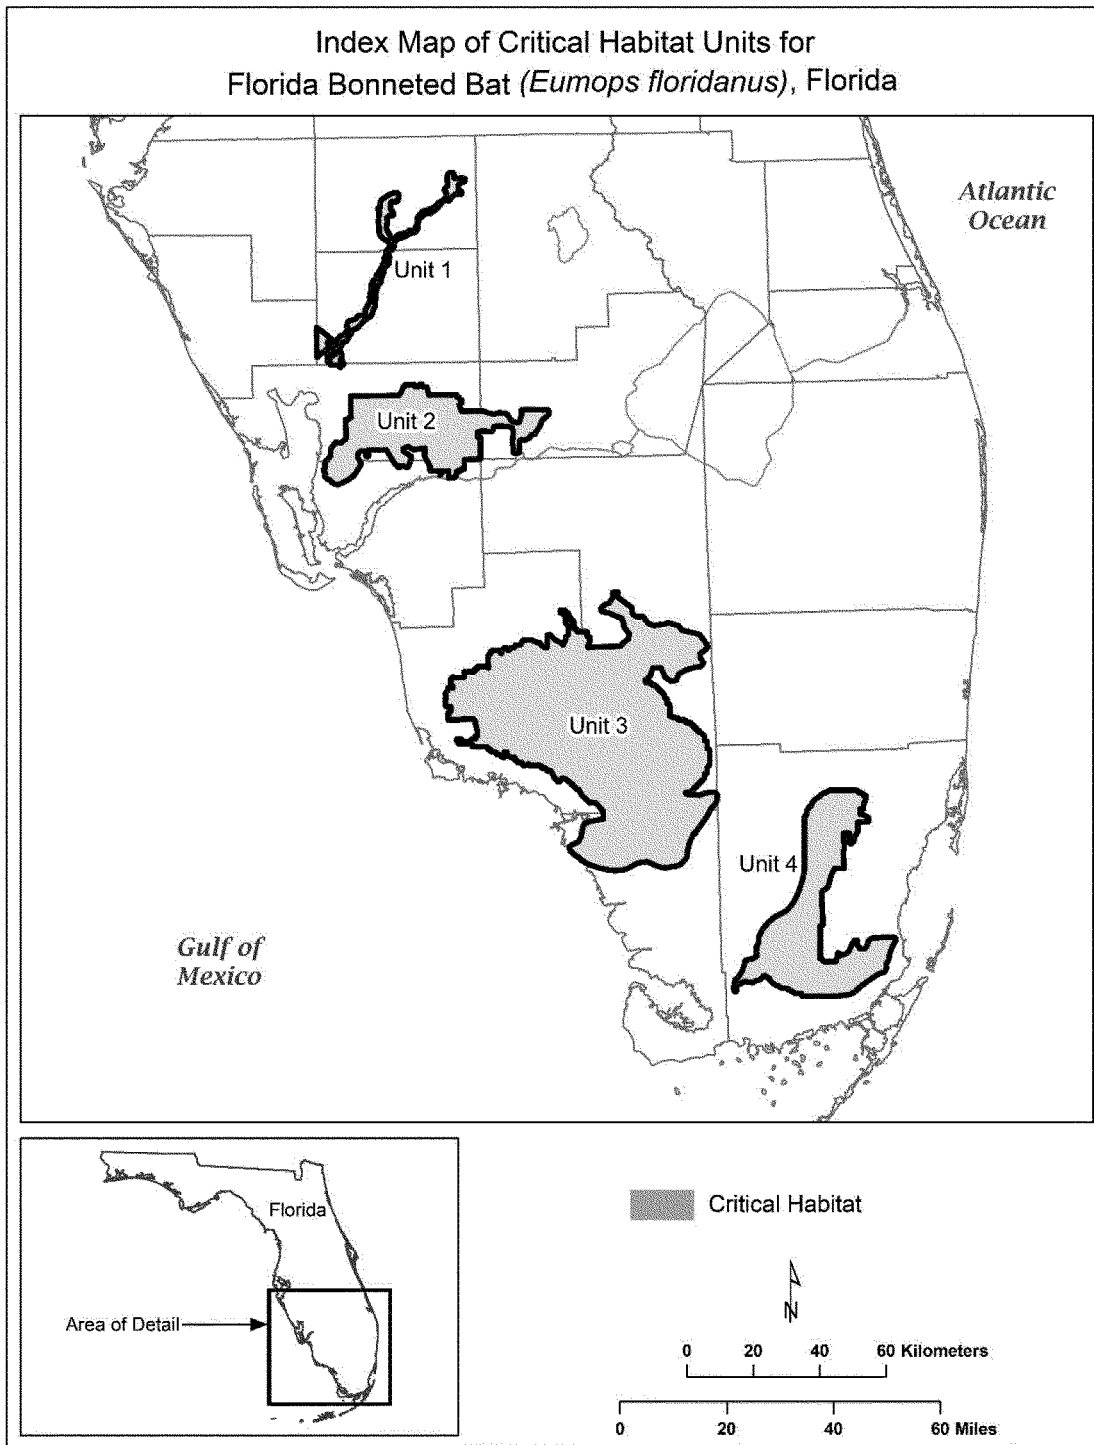 Index Map of Critical Habitat Units for
Florida Bonneted Bat (Eumops floridanus), Florida
Atlantic
Ocean
Unit 1
Unit 2
Unit 3
Unit 4
Gulf of
Mexico
Florida
Area of Detail
Critical Habitat
N
0 20 40 60 Kilometers
0 20 40 60 Miles